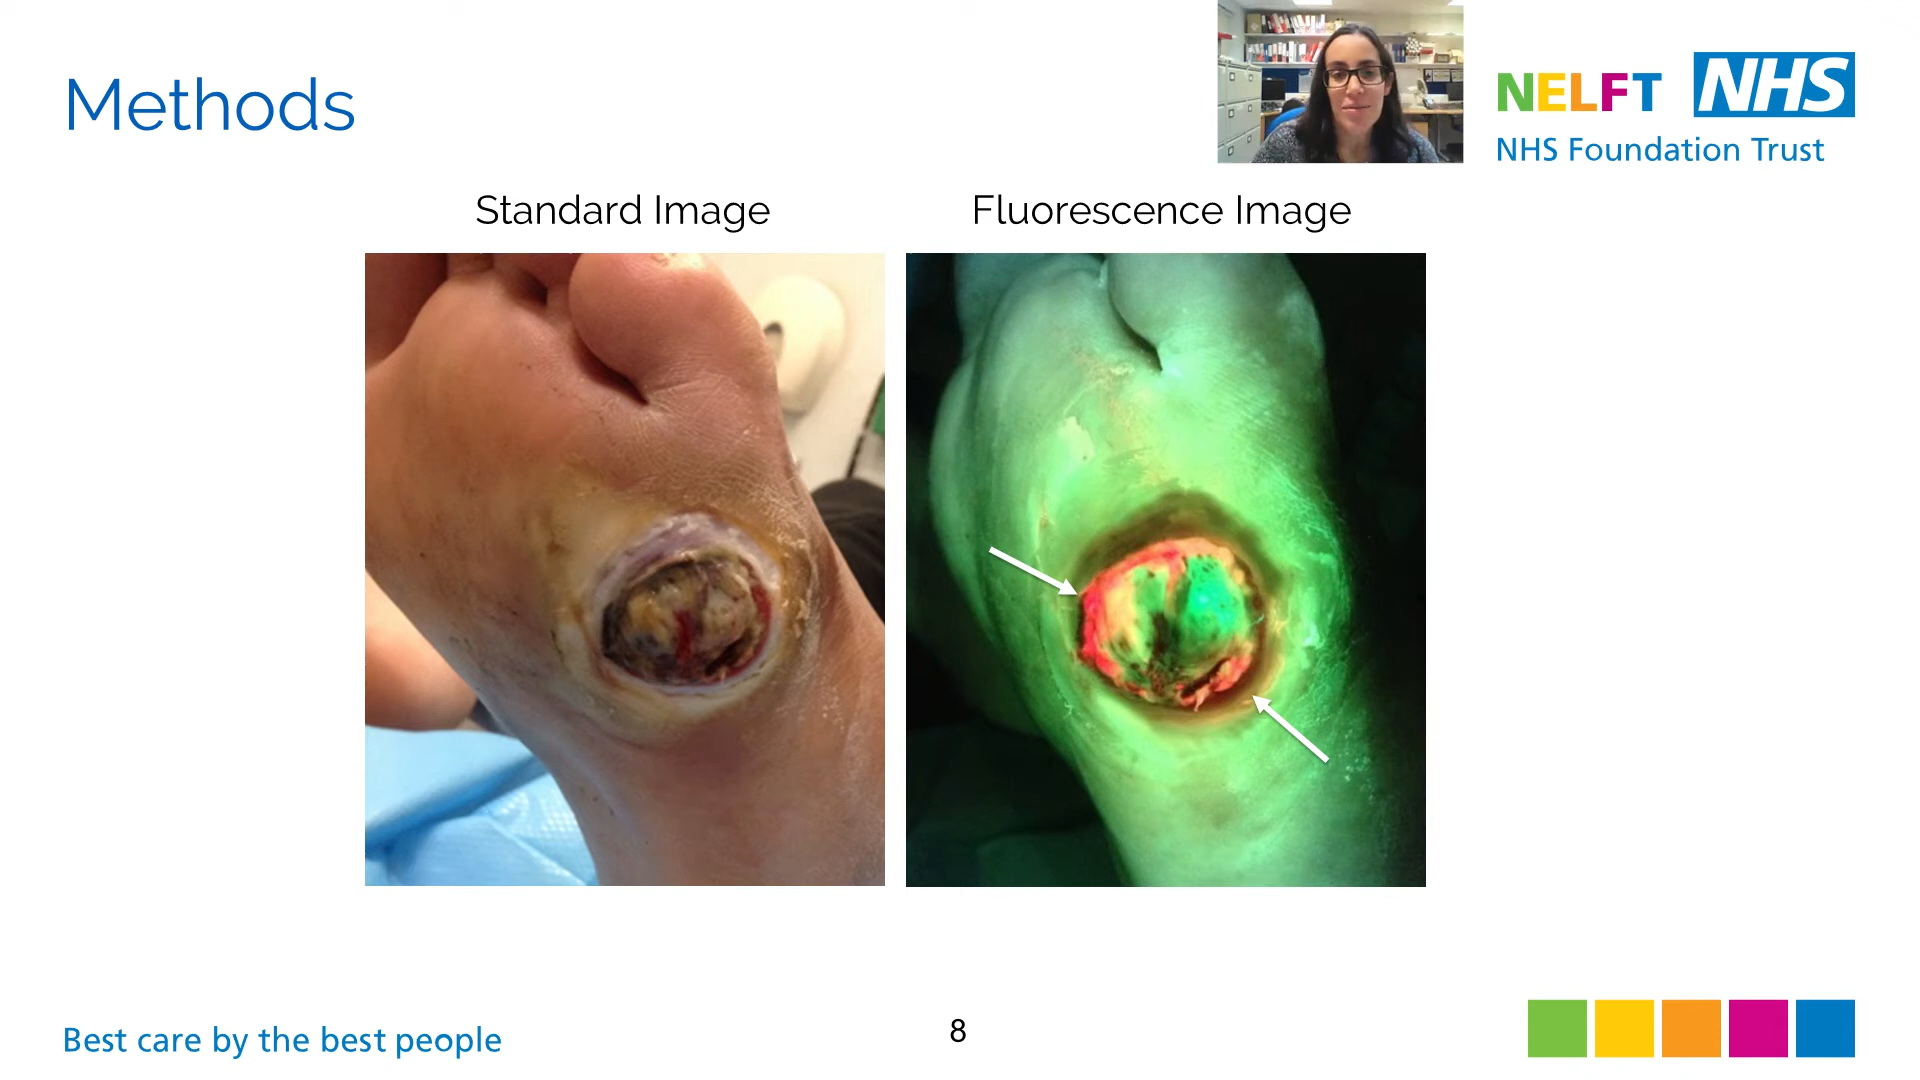 Methods
NELFT NHS
NHS Foundation Trust
Standard Image
Fluorescence Image
Best care by the best people
8